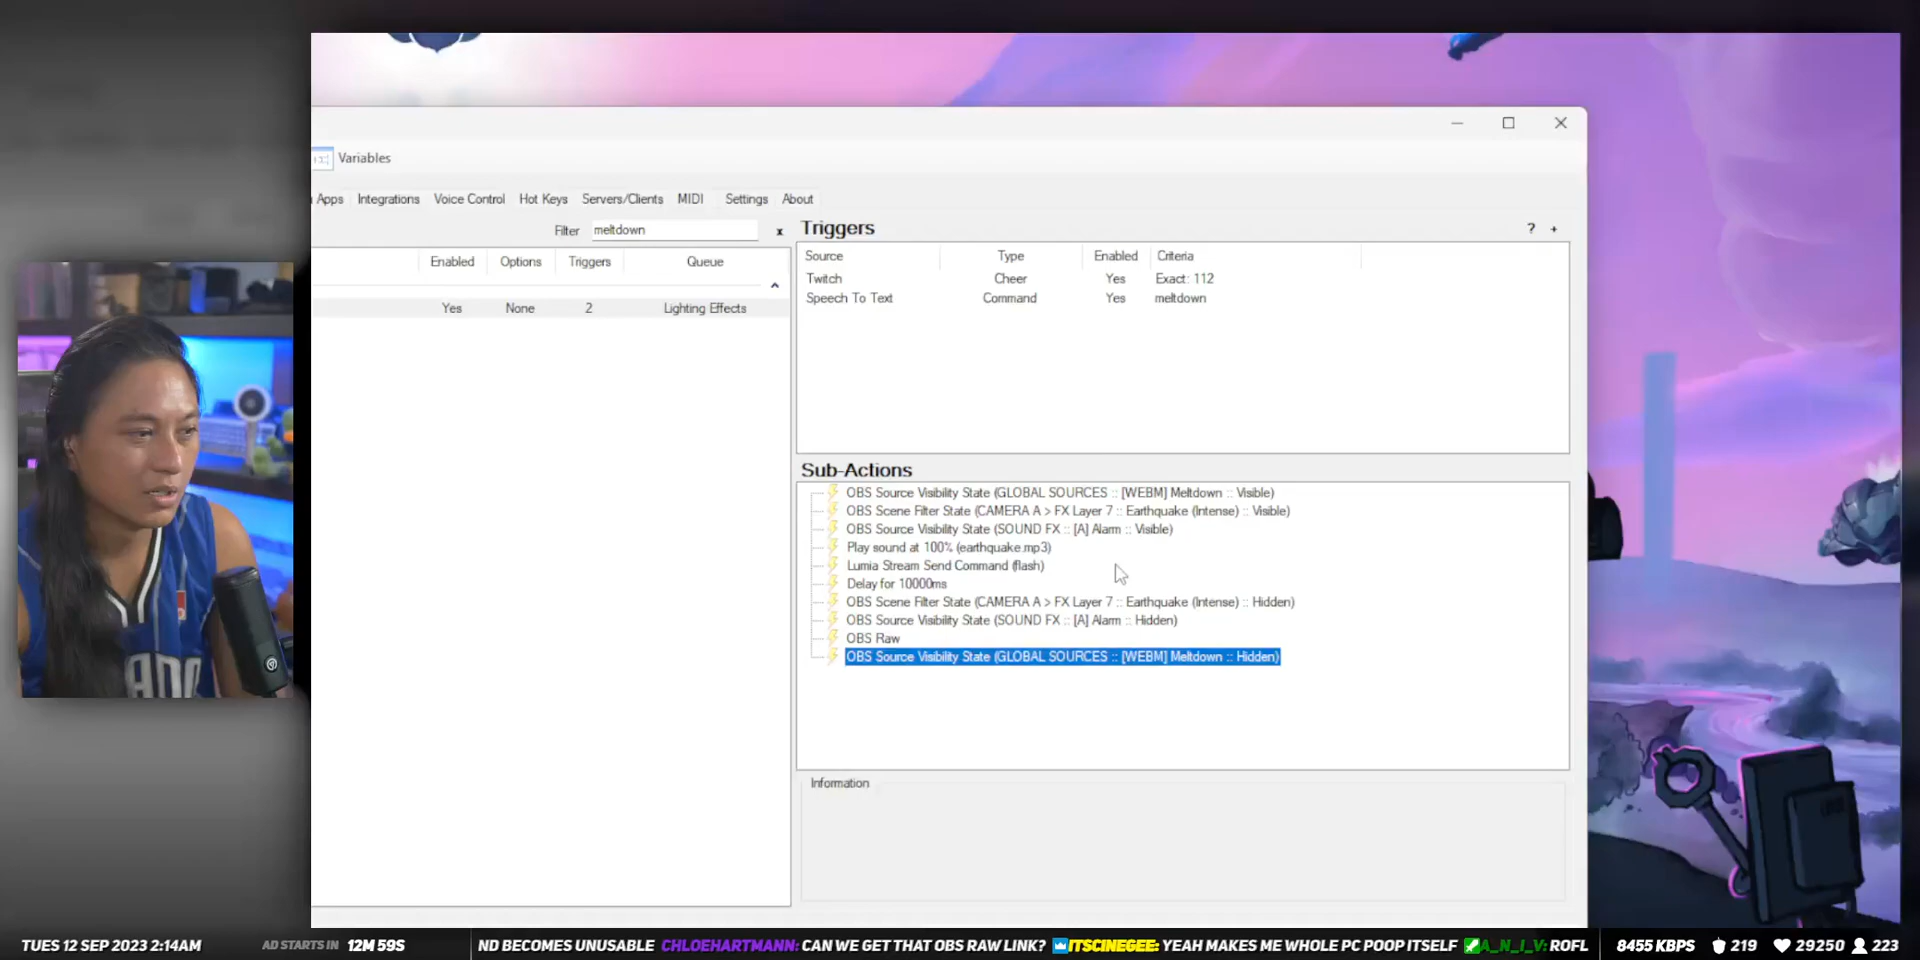 Variables
Apps Integrations Voice Control Hot Keys Servers/Clients MIDI Settings About
Filter meltdown x
Enabled Options Triggers Queue
Yes None 2 Lighting Effects
Triggers ? +
Source Type Enabled Criteria
Twitch Cheer Yes Exact: 112
Speech To Text Command Yes meltdown
Sub-Actions
OBS Source Visibility State (GLOBAL SOURCES :: [WEBM] Meltdown :: Visible)
OBS Scene Filter State (CAMERA A > FX Layer 7 :: Earthquake (Intense) :: Visible)
OBS Source Visibility State (SOUND FX :: [A] Alarm :: Visible)
Play sound at 100% (earthquake.mp3)
Lumia Stream Send Command (flash)
Delay for 10000ms
OBS Scene Filter State (CAMERA A > FX Layer 7 :: Earthquake (Intense) :: Hidden)
OBS Source Visibility State (SOUND FX :: [A] Alarm :: Hidden)
OBS Raw
OBS Source Visibility State (GLOBAL SOURCES :: [WEBM] Meltdown :: Hidden)
Information
TUES 12 SEP 2023 2:14AM AD STARTS IN 12M 59S ND BECOMES UNUSABLE CHLOEHARTMANN: CAN WE GET THAT OBS RAW LINK? ITSCINEGEE: YEAH MAKES ME WHOLE PC POOP ITSELF A_N_I_V: ROFL 8455 KBPS 219 29250 223